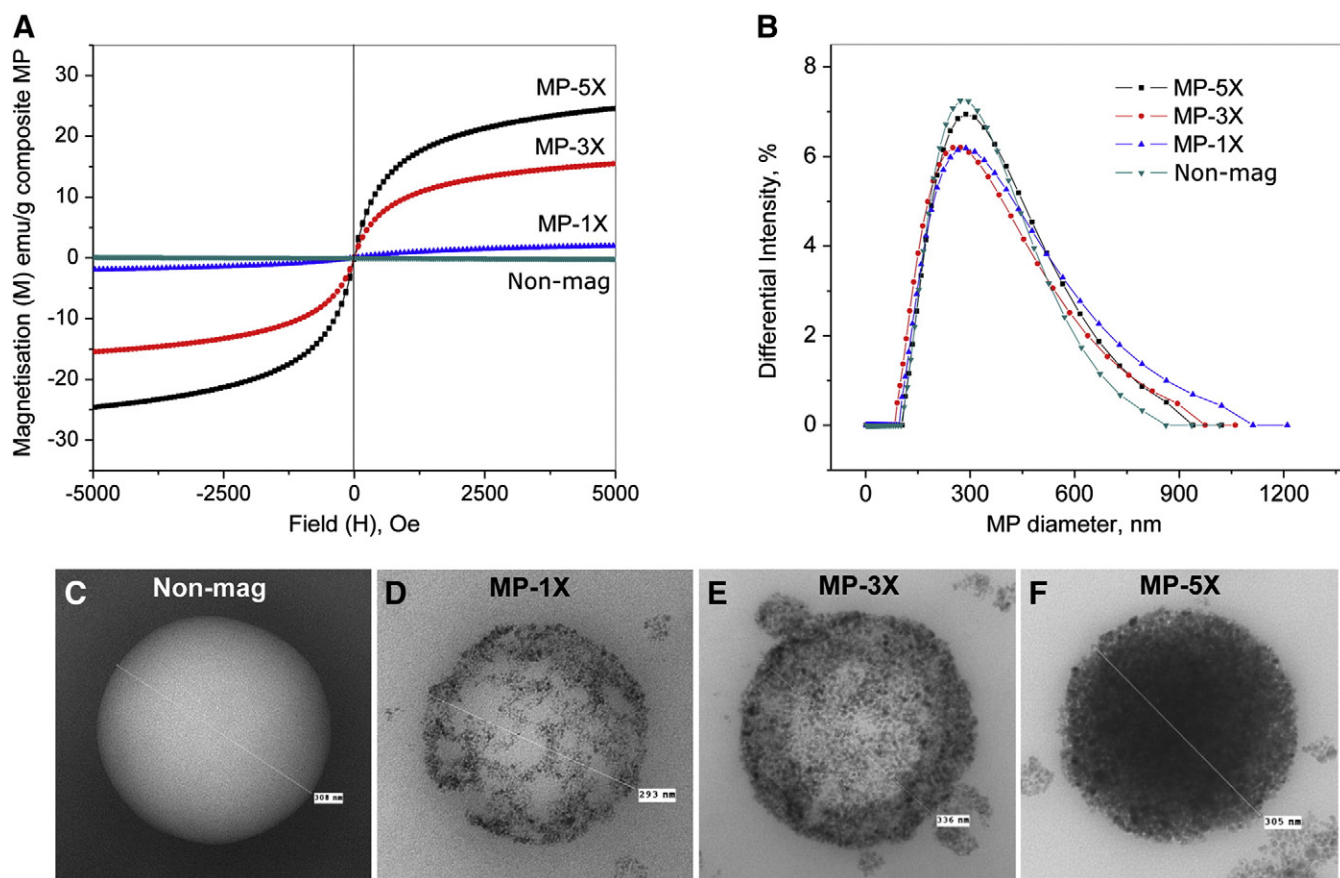 A
Magnetisation (M) emu/g composite MP
30
20
10
0
-10
-20
-30
-5000
-2500
0
2500
5000
Field (H), Oe
MP-5X
MP-3X
MP-1X
Non-mag
B
Differential Intensity, %
8
6
4
2
0
0
300
600
900
1200
MP diameter, nm
MP-5X
MP-3X
MP-1X
Non-mag
C
Non-mag
308 nm
D
MP-1X
293 nm
E
MP-3X
336 nm
F
MP-5X
305 nm